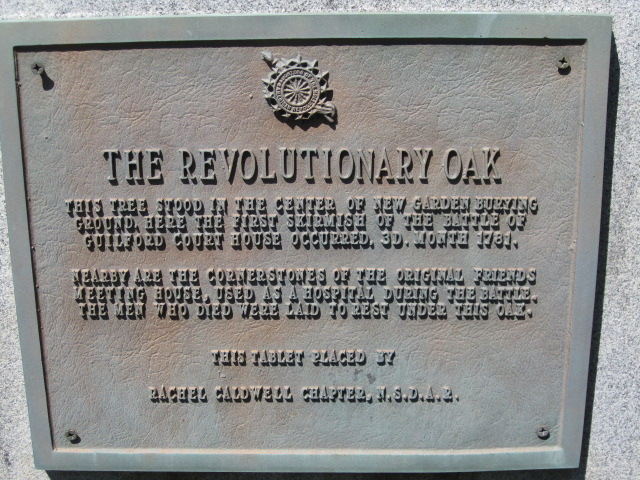 THE REVOLUTIONARY OAK
THIS TREE STOOD IN THE CENTER OF NEW GARDEN BURYING
GROUND. HERE THE FIRST SKIRMISH OF THE BATTLE OF
GUILFORD COURT HOUSE OCCURRED. 3D. MONTH 1781.
NEARBY ARE THE CORNERSTONES OF THE ORIGINAL FRIENDS
MEETING HOUSE, USED AS A HOSPITAL DURING THE BATTLE.
THE MEN WHO DIED WERE LAID TO REST UNDER THIS OAK.
THIS TABLET PLACED BY
RACHEL CALDWELL CHAPTER, N.S.D.A.R.